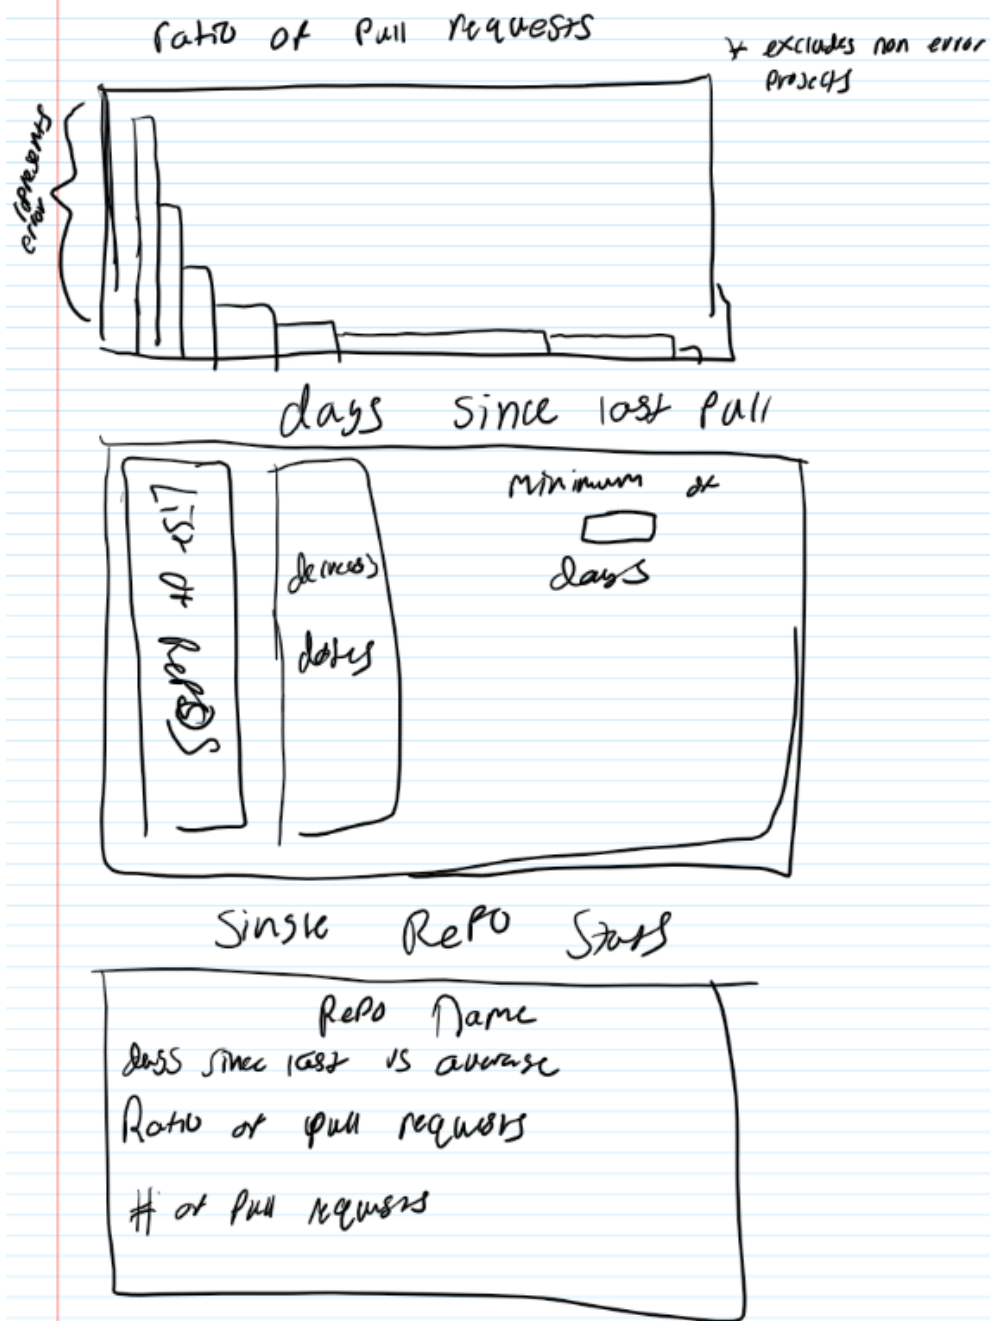 ratio of Pull requests
* excludes non error
projects
represents
error
days since last Pull
List of Repos
minimum of
days
dates
Single Repo Stats
Repo Name
days since last vs average
Ratio of pull requests
# of Pull requests